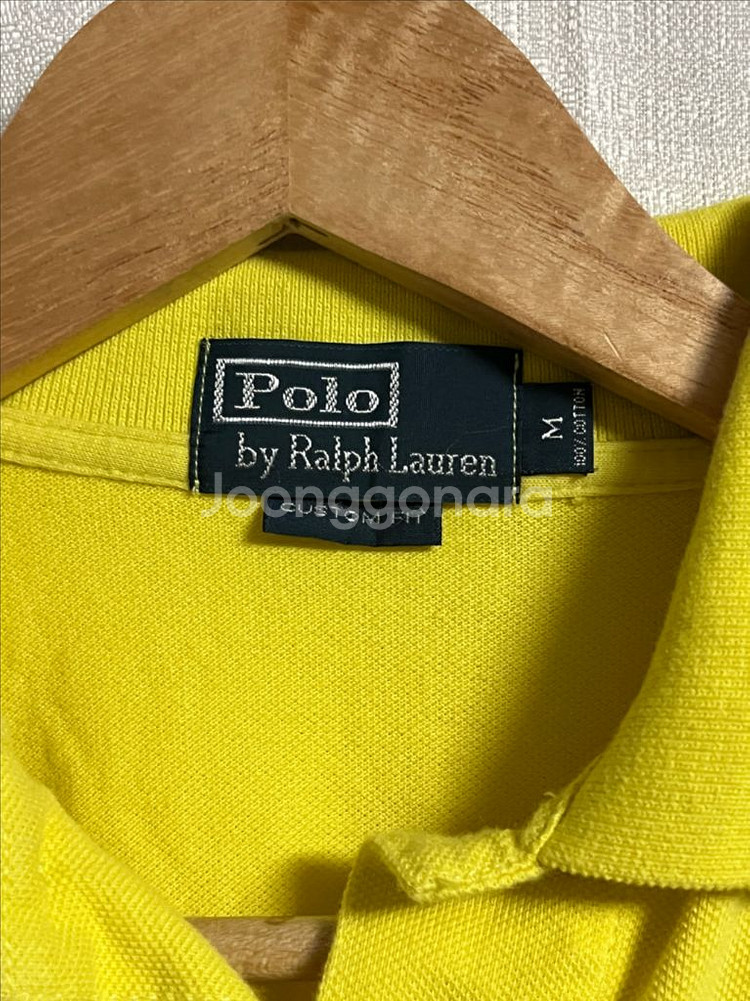 Polo
by Ralph Lauren
M
100% COTTON
CUSTOM FIT
Joonggonara